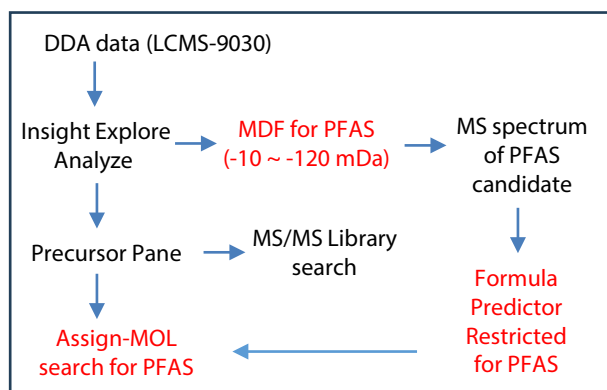 DDA data (LCMS-9030)
Insight Explore
Analyze
MDF for PFAS
(-10 ~ -120 mDa)
MS spectrum
of PFAS
candidate
Precursor Pane
MS/MS Library
search
Formula
Predictor
Restricted
for PFAS
Assign-MOL
search for PFAS